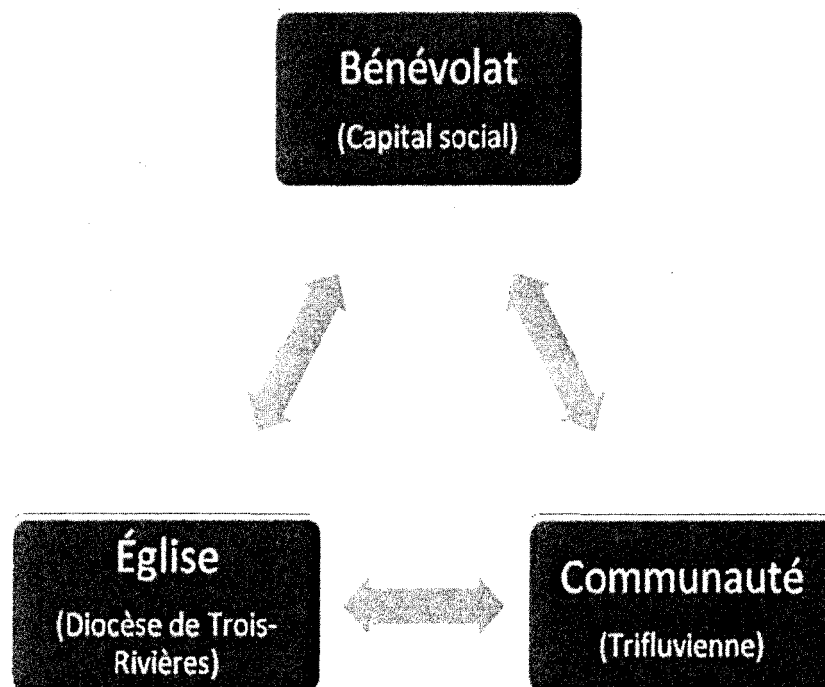 Bénévolat
(Capital social)
Église
(Diocèse de Trois-
Rivières)
Communauté
(Trifluvienne)